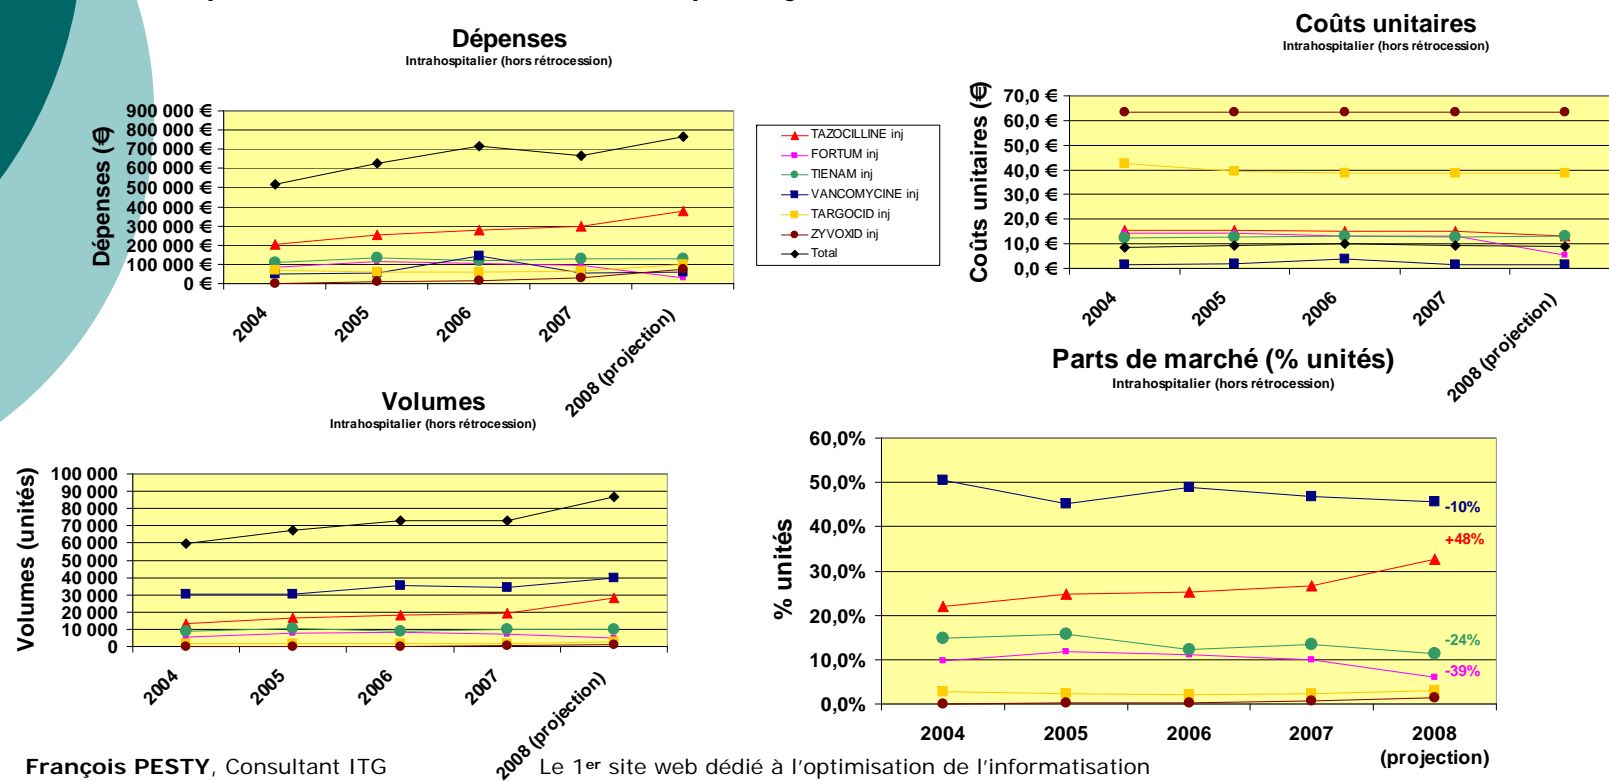 Dépenses
Intrahospitalier (hors rétrocession)
Dépenses (€)
900 000 €
800 000 €
700 000 €
600 000 €
500 000 €
400 000 €
300 000 €
200 000 €
100 000 €
0 €
2004
2005
2006
2007
2008 (projection)
TAZOCILLINE inj
FORTUM inj
TIENAM inj
VANCOMYCINE inj
TARGOCID inj
ZYVOXID inj
Total
Coûts unitaires
Intrahospitalier (hors rétrocession)
Coûts unitaires (€)
70,0 €
60,0 €
50,0 €
40,0 €
30,0 €
20,0 €
10,0 €
0,0 €
2004
2005
2006
2007
2008 (projection)
Volumes
Intrahospitalier (hors rétrocession)
Volumes (unités)
100 000
90 000
80 000
70 000
60 000
50 000
40 000
30 000
20 000
10 000
0
2004
2005
2006
2007
2008 (projection)
Parts de marché (% unités)
Intrahospitalier (hors rétrocession)
% unités
60,0%
50,0%
40,0%
30,0%
20,0%
10,0%
0,0%
-10%
+48%
-24%
-39%
2004
2005
2006
2007
2008
(projection)
François PESTY, Consultant ITG
Le 1er site web dédié à l'optimisation de l'informatisation